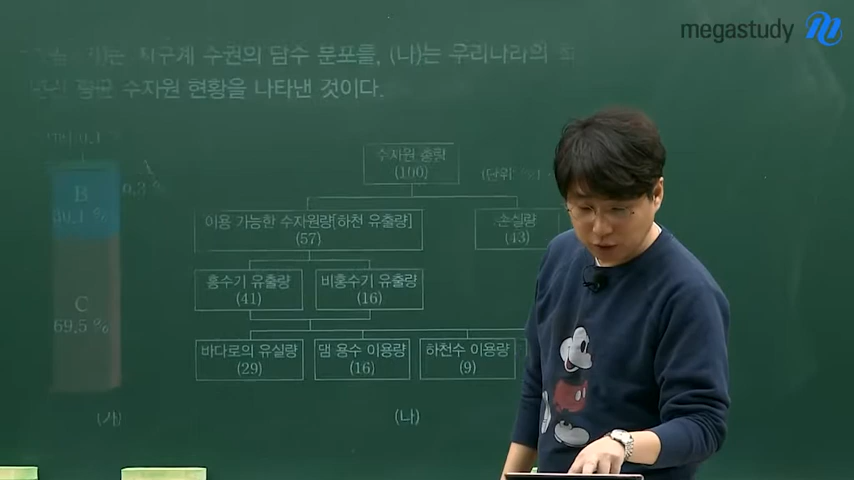 megastudy
(가)는 지구계 수권의 담수 분포를, (나)는 우리나라의
평균 수자원 현황을 나타낸 것이다.
수자원 총량
(100)
(단위:
B
30.1 %
0.3 %
이용 가능한 수자원량[하천 유출량]
(57)
손실량
(43)
홍수기 유출량
(41)
비홍수기 유출량
(16)
C
69.5 %
바다로의 유실량
(29)
댐 용수 이용량
(16)
하천수 이용량
(9)
(가)
(나)